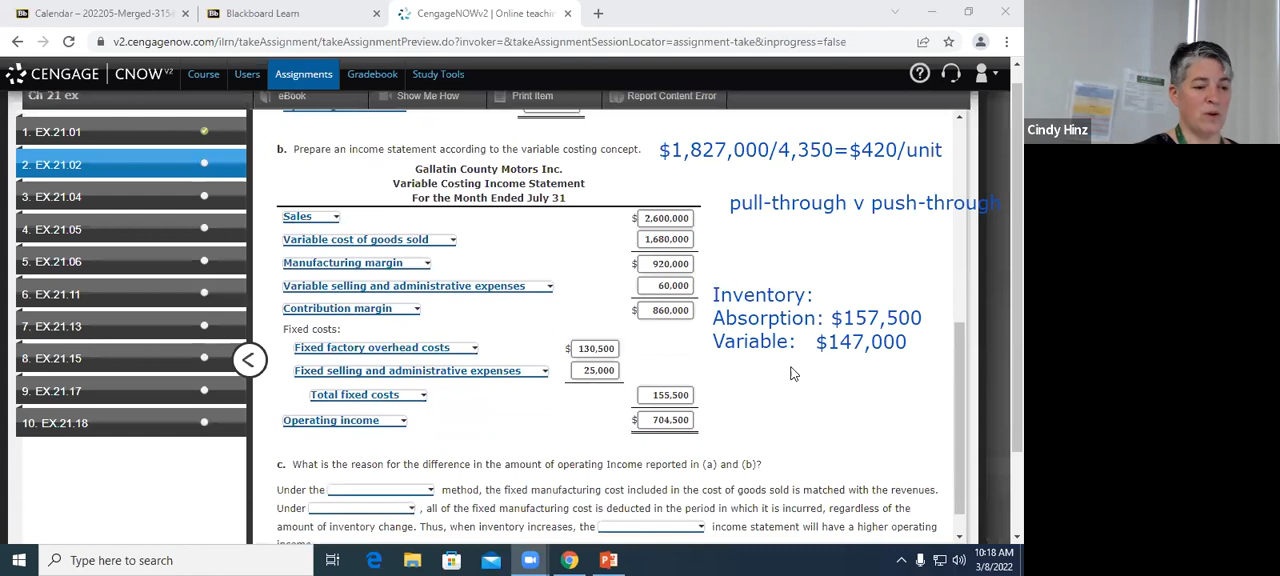 Calendar – 202205-Merged-315
Blackboard Learn
CengageNOWv2 | Online teachin
v2.cengagenow.com/ilrn/takeAssignment/takeAssignmentPreview.do?invoker=&takeAssignmentSessionLocator=assignment-take&inprogress=false
CENGAGE CNOWv2 Course Users Assignments Gradebook Study Tools
Ch 21 ex
eBook Show Me How Print Item Report Content Error
1. EX.21.01
2. EX.21.02
3. EX.21.04
4. EX.21.05
5. EX.21.06
6. EX.21.11
7. EX.21.13
8. EX.21.15
9. EX.21.17
10. EX.21.18
b. Prepare an income statement according to the variable costing concept.
$1,827,000/4,350=$420/unit
Gallatin County Motors Inc.
Variable Costing Income Statement
For the Month Ended July 31
pull-through v push-through
Sales $ 2,600,000
Variable cost of goods sold 1,680,000
Manufacturing margin $ 920,000
Variable selling and administrative expenses 60,000
Contribution margin $ 860,000
Fixed costs:
Fixed factory overhead costs $ 130,500
Fixed selling and administrative expenses 25,000
Total fixed costs 155,500
Operating income $ 704,500
Inventory:
Absorption: $157,500
Variable: $147,000
c. What is the reason for the difference in the amount of operating Income reported in (a) and (b)?
Under the method, the fixed manufacturing cost included in the cost of goods sold is matched with the revenues.
Under , all of the fixed manufacturing cost is deducted in the period in which it is incurred, regardless of the
amount of inventory change. Thus, when inventory increases, the income statement will have a higher operating
income.
Cindy Hinz
Type here to search
10:18 AM
3/8/2022